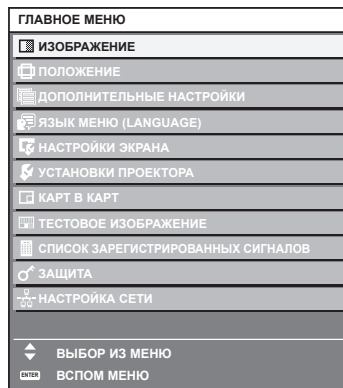 ГЛАВНОЕ МЕНЮ
ИЗОБРАЖЕНИЕ
ПОЛОЖЕНИЕ
ДОПОЛНИТЕЛЬНЫЕ НАСТРОЙКИ
ЯЗЫК МЕНЮ (LANGUAGE)
НАСТРОЙКИ ЭКРАНА
УСТАНОВКИ ПРОЕКТОРА
КАРТ В КАРТ
ТЕСТОВОЕ ИЗОБРАЖЕНИЕ
СПИСОК ЗАРЕГИСТРИРОВАННЫХ СИГНАЛОВ
ЗАЩИТА
НАСТРОЙКА СЕТИ
ВЫБОР ИЗ МЕНЮ
ENTER ВСПОМ МЕНЮ